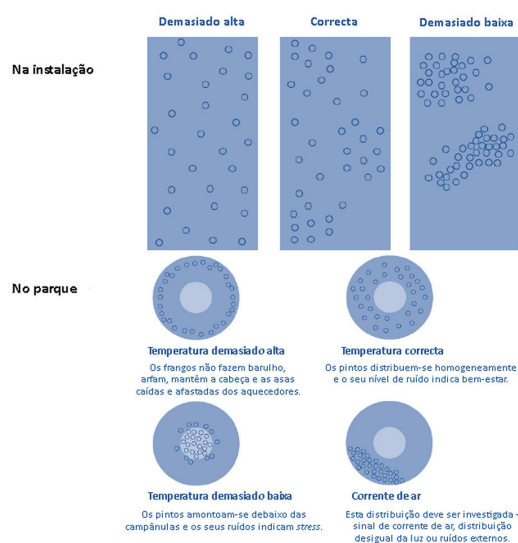 Demasiado alta
Correcta
Demasiado baixa
Na instalação
No parque
Temperatura demasiado alta
Os frangos não fazem barulho,
arfam, mantêm a cabeça e as asas
caídas e afastadas dos aquecedores.
Temperatura correcta
Os pintos distribuem-se homogeneamente
e o seu nível de ruído indica bem-estar.
Temperatura demasiado baixa
Os pintos amontoam-se debaixo das
campânulas e os seus ruídos indicam stress.
Corrente de ar
Esta distribuição deve ser investigada -
sinal de corrente de ar, distribuição
desigual da luz ou ruídos externos.